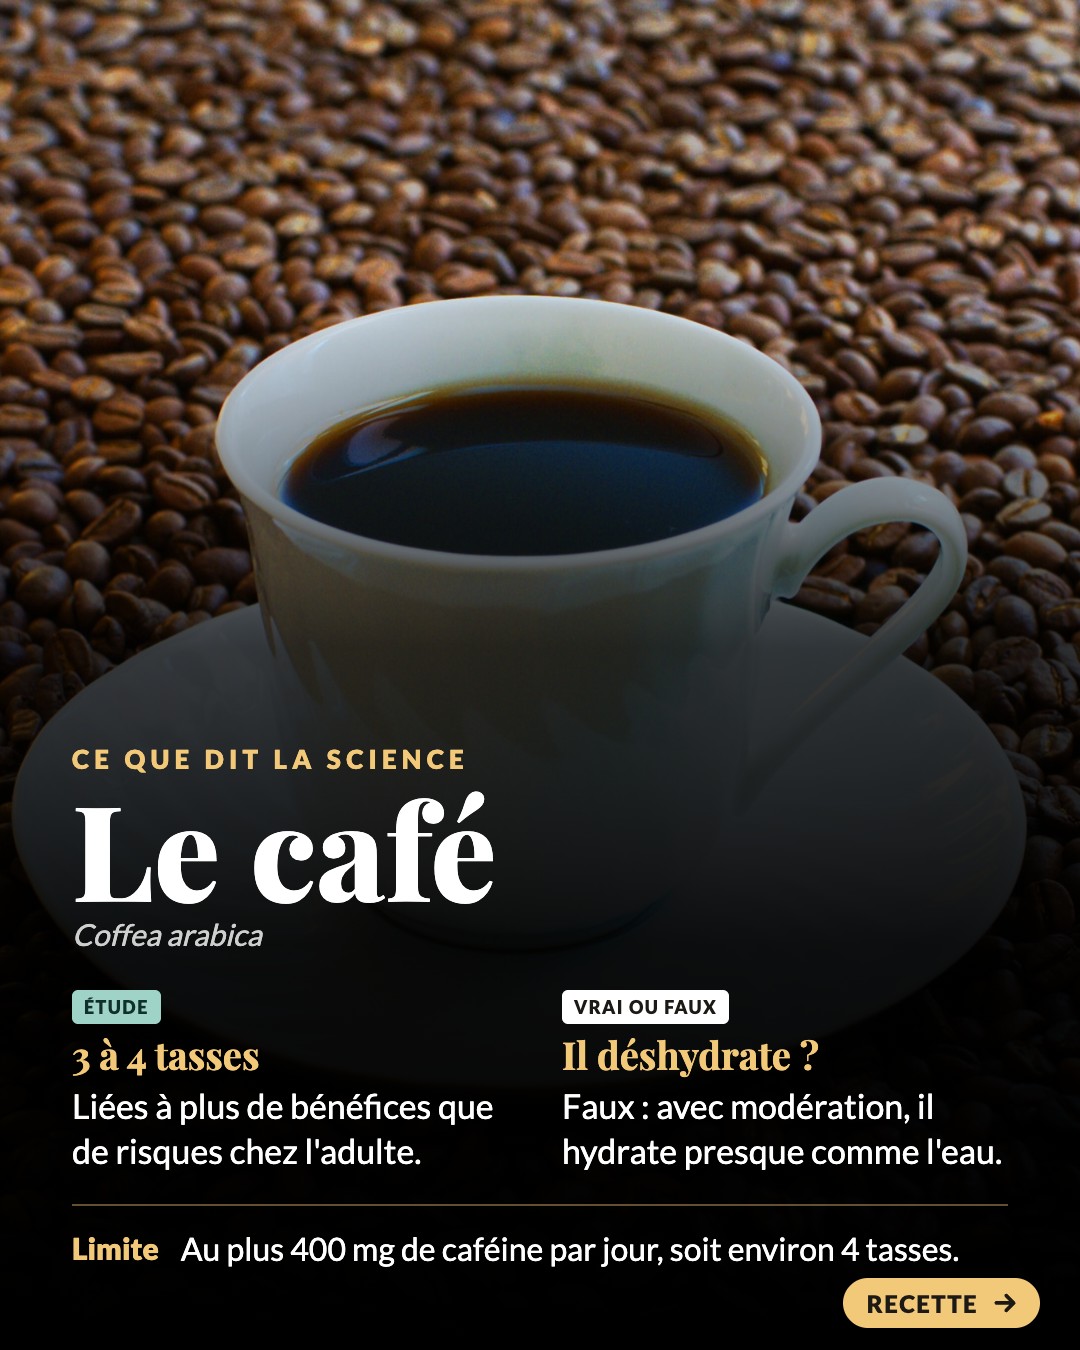 CE QUE DIT LA SCIENCE
Le café
Coffea arabica
ÉTUDE
3 à 4 tasses
Liées à plus de bénéfices que
de risques chez l'adulte.
VRAI OU FAUX
Il déshydrate ?
Faux : avec modération, il
hydrate presque comme l'eau.
Limite Au plus 400 mg de caféine par jour, soit environ 4 tasses.
RECETTE →